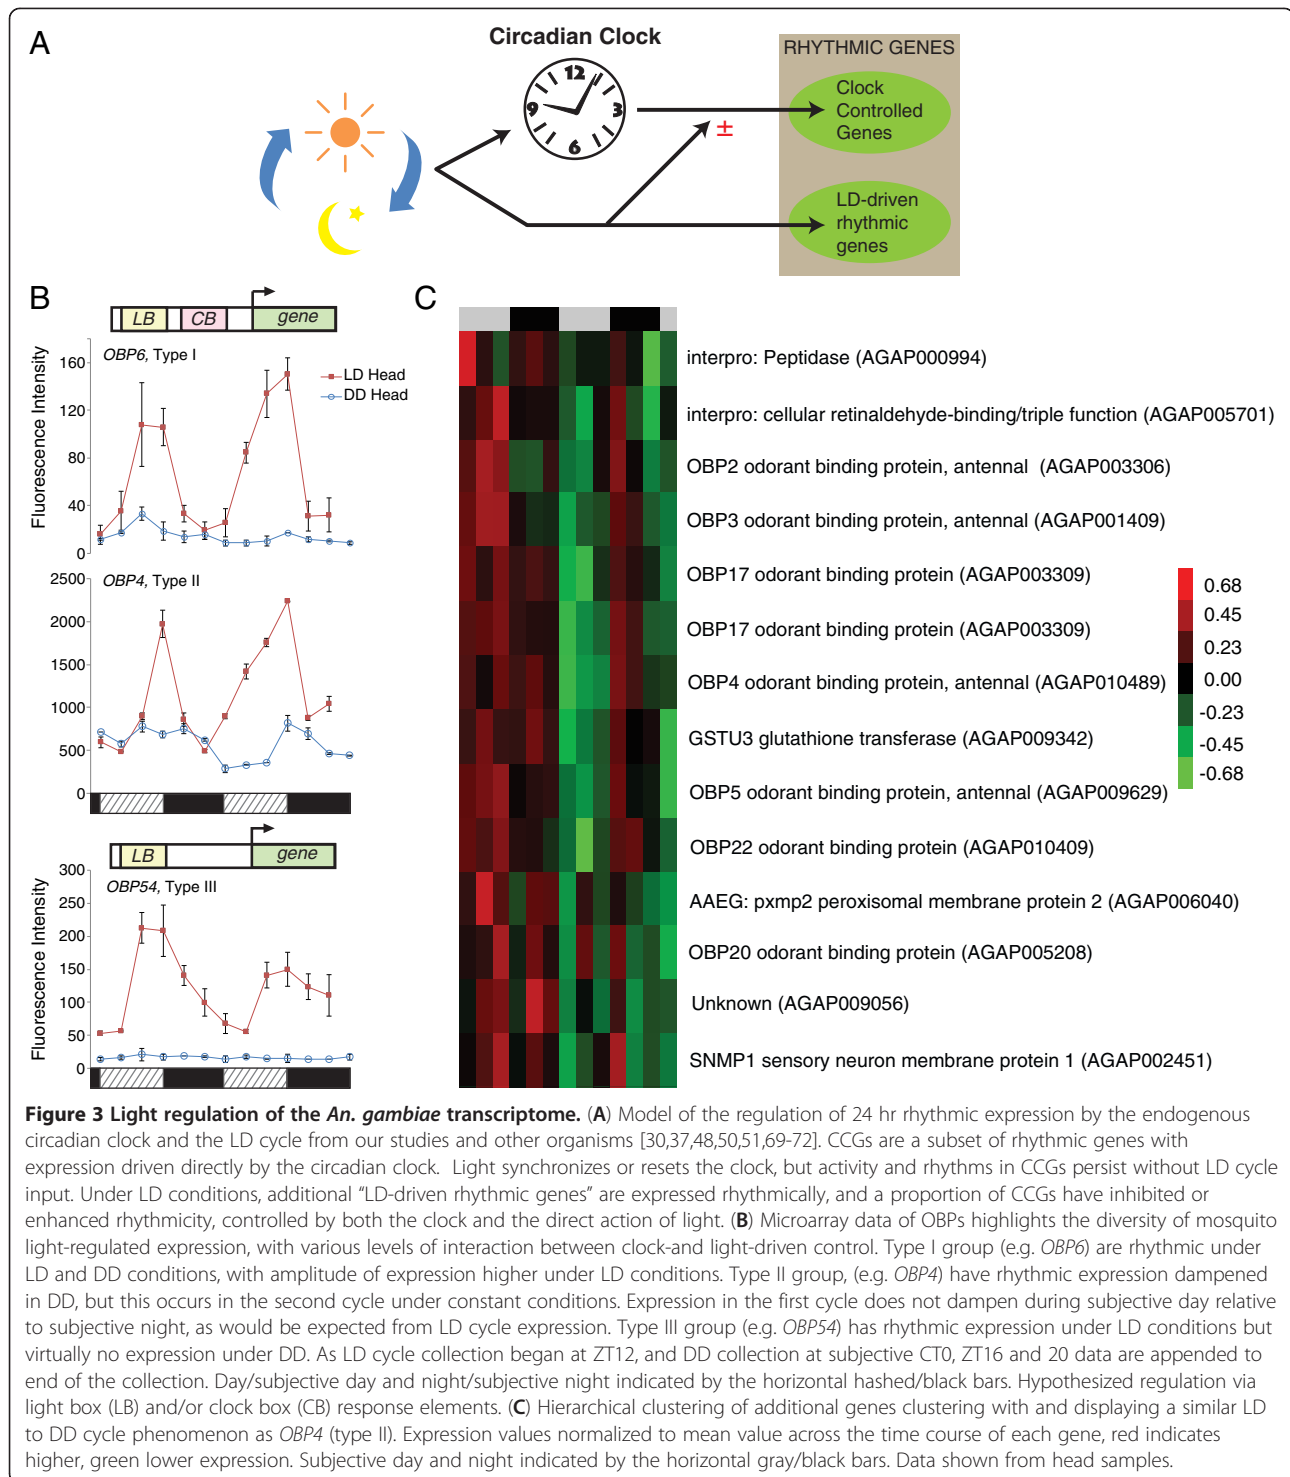 A
Circadian Clock
12
3
6
9
±
RHYTHMIC GENES
Clock
Controlled
Genes
LD-driven
rhythmic
genes
B
LB CB gene
OBP6, Type I
160
120
80
40
0
Fluorescence Intensity
LD Head
DD Head
OBP4, Type II
2500
2000
1500
1000
500
0
LB gene
OBP54, Type III
300
250
200
150
100
50
0
Fluorescence Intensity
C
interpro: Peptidase (AGAP000994)
interpro: cellular retinaldehyde-binding/triple function (AGAP005701)
OBP2 odorant binding protein, antennal (AGAP003306)
OBP3 odorant binding protein, antennal (AGAP001409)
OBP17 odorant binding protein (AGAP003309)
OBP17 odorant binding protein (AGAP003309)
OBP4 odorant binding protein, antennal (AGAP010489)
GSTU3 glutathione transferase (AGAP009342)
OBP5 odorant binding protein, antennal (AGAP009629)
OBP22 odorant binding protein (AGAP010409)
AAEG: pxmp2 peroxisomal membrane protein 2 (AGAP006040)
OBP20 odorant binding protein (AGAP005208)
Unknown (AGAP009056)
SNMP1 sensory neuron membrane protein 1 (AGAP002451)
0.68
0.45
0.23
0.00
-0.23
-0.45
-0.68
Figure 3 Light regulation of the An. gambiae transcriptome. (A) Model of the regulation of 24 hr rhythmic expression by the endogenous
circadian clock and the LD cycle from our studies and other organisms [30,37,48,50,51,69-72]. CCGs are a subset of rhythmic genes with
expression driven directly by the circadian clock. Light synchronizes or resets the clock, but activity and rhythms in CCGs persist without LD cycle
input. Under LD conditions, additional “LD-driven rhythmic genes” are expressed rhythmically, and a proportion of CCGs have inhibited or
enhanced rhythmicity, controlled by both the clock and the direct action of light. (B) Microarray data of OBPs highlights the diversity of mosquito
light-regulated expression, with various levels of interaction between clock-and light-driven control. Type I group (e.g. OBP6) are rhythmic under
LD and DD conditions, with amplitude of expression higher under LD conditions. Type II group, (e.g. OBP4) have rhythmic expression dampened
in DD, but this occurs in the second cycle under constant conditions. Expression in the first cycle does not dampen during subjective day relative
to subjective night, as would be expected from LD cycle expression. Type III group (e.g. OBP54) has rhythmic expression under LD conditions but
virtually no expression under DD. As LD cycle collection began at ZT12, and DD collection at subjective CT0, ZT16 and 20 data are appended to
end of the collection. Day/subjective day and night/subjective night indicated by the horizontal hashed/black bars. Hypothesized regulation via
light box (LB) and/or clock box (CB) response elements. (C) Hierarchical clustering of additional genes clustering with and displaying a similar LD
to DD cycle phenomenon as OBP4 (type II). Expression values normalized to mean value across the time course of each gene, red indicates
higher, green lower expression. Subjective day and night indicated by the horizontal gray/black bars. Data shown from head samples.